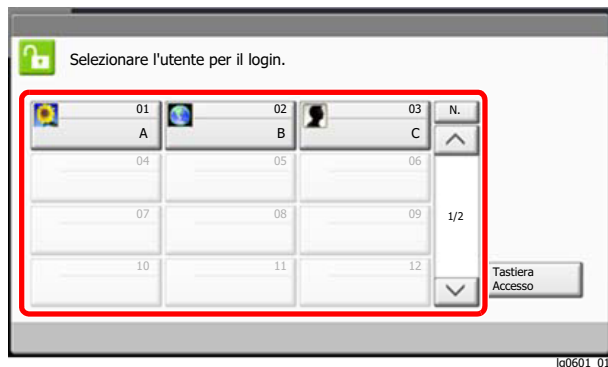 Selezionare l'utente per il login.
01 02 03 N.
A B C
04 05 06
07 08 09 1/2
10 11 12
Tastiera
Accesso
lg0601_01